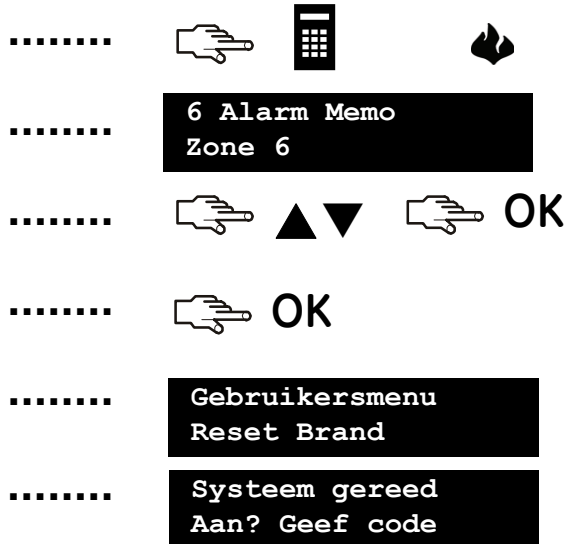 ........
........
6 Alarm Memo
Zone 6
........
OK
........
OK
........
Gebruikersmenu
Reset Brand
........
Systeem gereed
Aan? Geef code